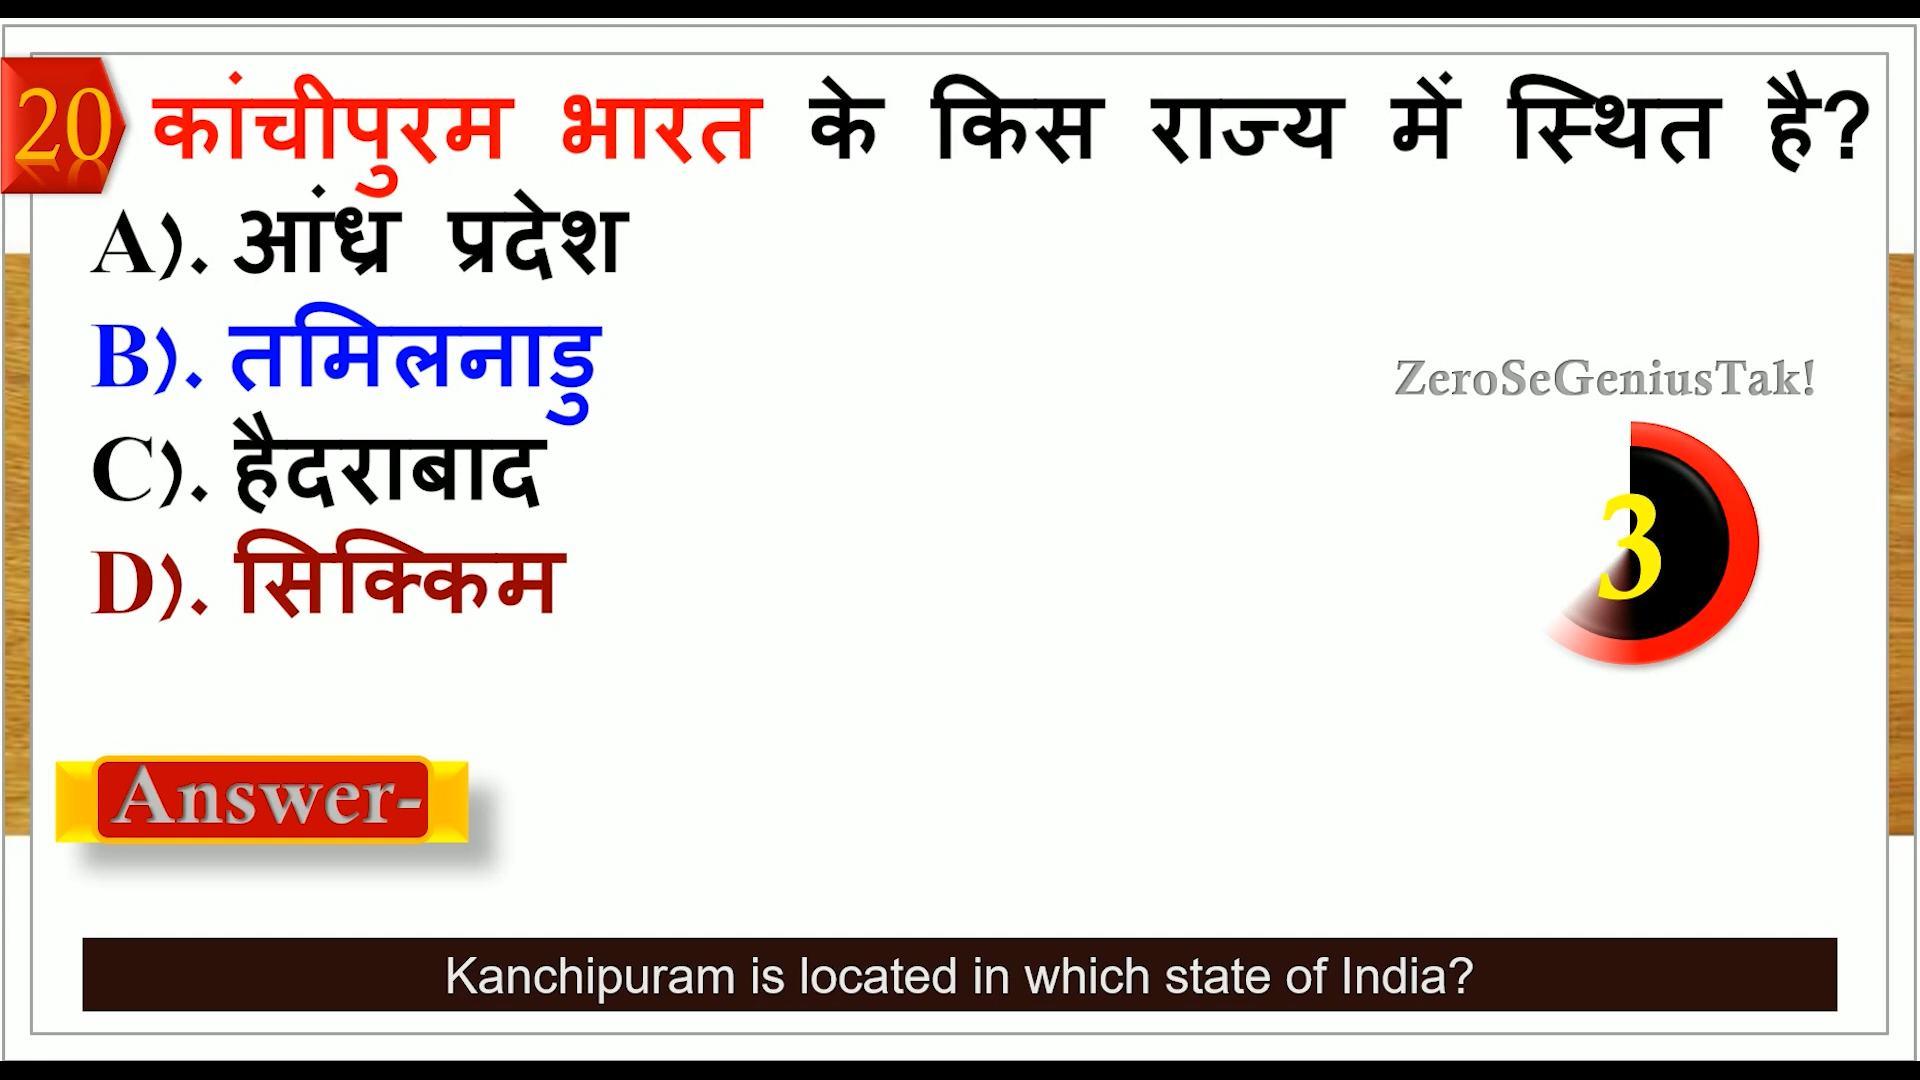 20 कांचीपुरम भारत के किस राज्य में स्थित है?
A). आंध्र प्रदेश
B). तमिलनाडु
C). हैदराबाद
D). सिक्किम
ZeroSeGeniusTak!
3
Answer-
Kanchipuram is located in which state of India?